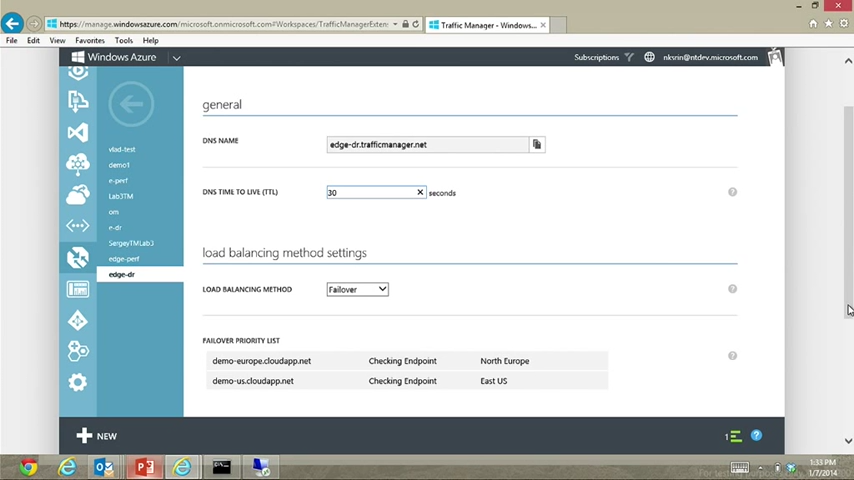 https://manage.windowsazure.com/microsoft.onmicrosoft.com#Workspaces/TrafficManagerExten
Traffic Manager - Windows...
File Edit View Favorites Tools Help
Windows Azure
Subscriptions
nksrin@ntdev.microsoft.com
general
DNS NAME
edge-dr.trafficmanager.net
vlad-test
demo1
e-perf
Lab3TM
om
e-dr
SergeyTMLab3
edge-perf
edge-dr
DNS TIME TO LIVE (TTL)
30
seconds
load balancing method settings
LOAD BALANCING METHOD
Failover
FAILOVER PRIORITY LIST
demo-europe.cloudapp.net Checking Endpoint North Europe
demo-us.cloudapp.net Checking Endpoint East US
NEW
1
1:33 PM
1/7/2014